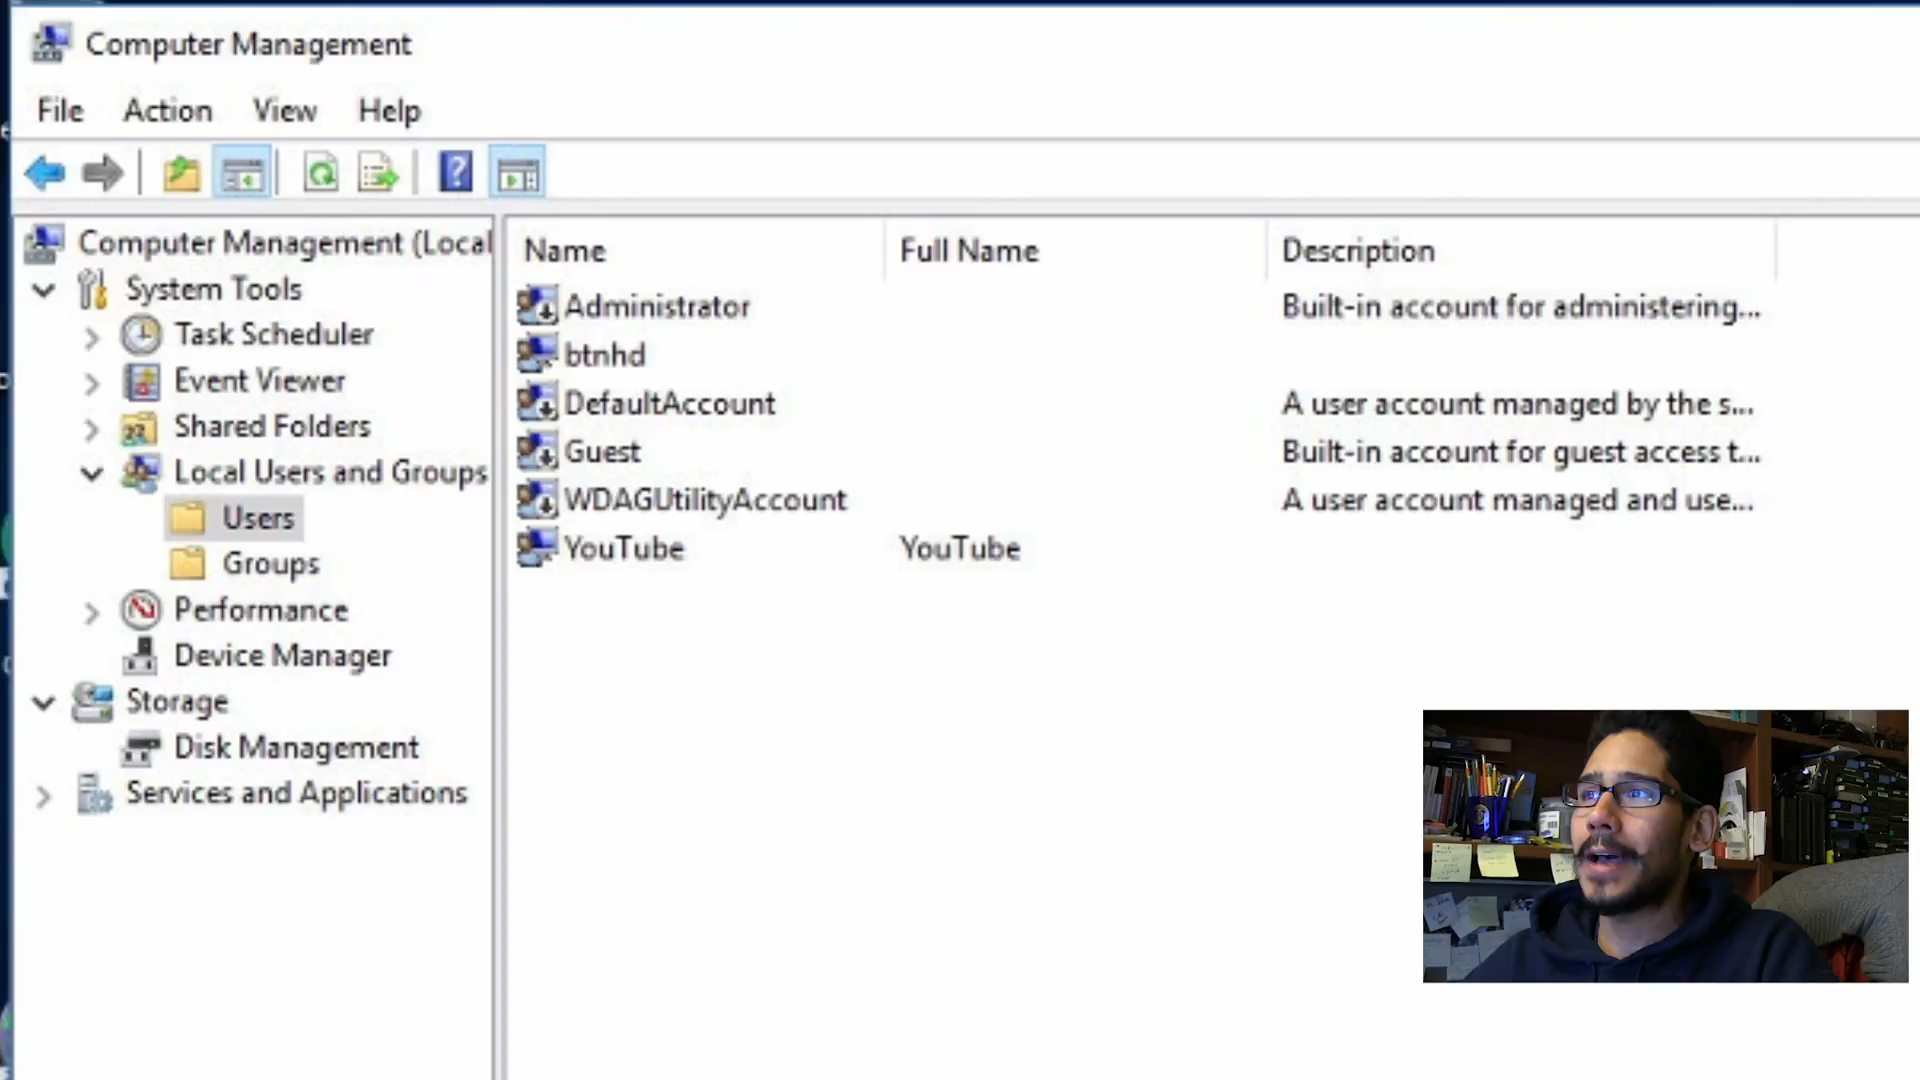 Computer Management
File Action View Help
Computer Management (Local
System Tools
Task Scheduler
Event Viewer
Shared Folders
Local Users and Groups
Users
Groups
Performance
Device Manager
Storage
Disk Management
Services and Applications
Name Full Name Description
Administrator Built-in account for administering...
btnhd
DefaultAccount A user account managed by the s...
Guest Built-in account for guest access t...
WDAGUtilityAccount A user account managed and use...
YouTube YouTube